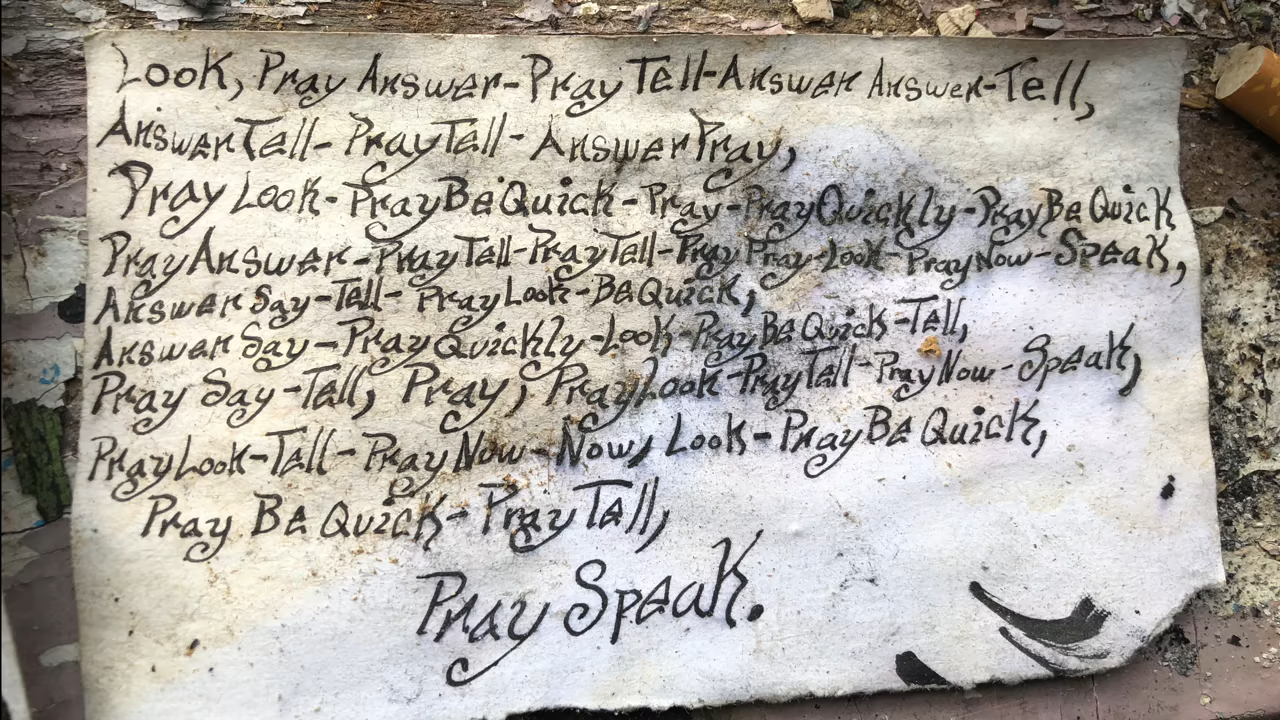 Look, Pray Answer-Pray Tell-Answer Answer-Tell,
Answer Tell-Pray Tell-Answer Pray,
Pray Look-Pray Be Quick-Pray-Pray Quickly-Pray Be Quick
Pray Answer-Pray Tell-Pray Tell-Pray Pray-Look-Pray Now-Speak,
Answer Say-Tell-Pray Look-Be Quick,
Answer Say-Pray Quickly-Look-Pray Be Quick-Tell,
Pray Say-Tell, Pray, Pray Look-Pray Tell-Pray Now-Speak,
Pray Look-Tell-Pray Now-Now, Look-Pray Be Quick,
Pray Be Quick-Pray Tell,
Pray Speak.